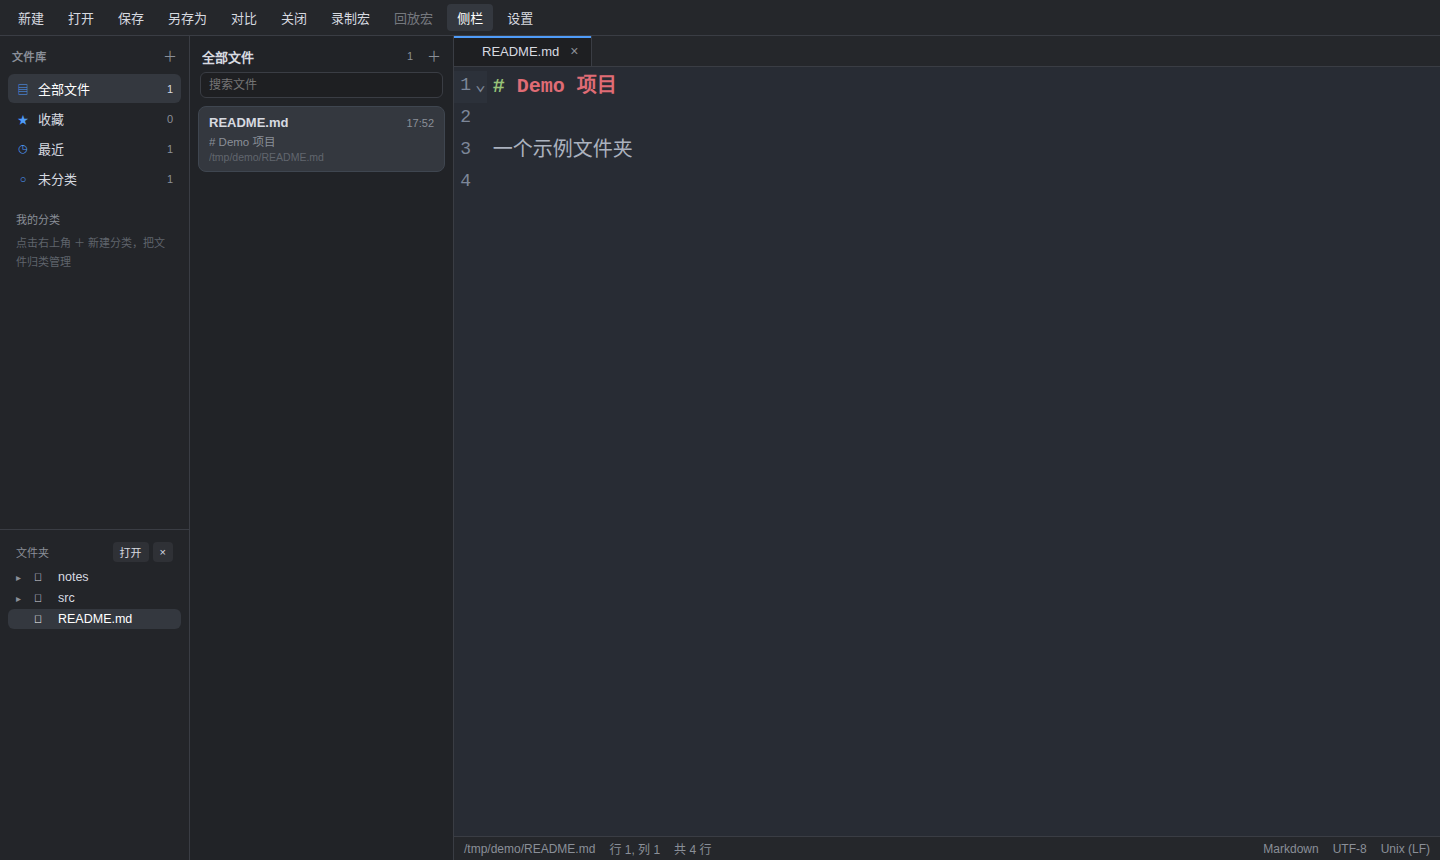 新建 打开 保存 另存为 对比 关闭 录制宏 回放宏 侧栏 设置
文件库 ＋
全部文件 1
收藏 0
最近 1
未分类 1
我的分类
点击右上角 ＋ 新建分类，把文
件归类管理
文件夹 打开 ×
notes
src
README.md
全部文件 1 ＋
搜索文件
README.md 17:52
# Demo 项目
/tmp/demo/README.md
README.md ×
1 # Demo 项目
2
3 一个示例文件夹
4
/tmp/demo/README.md 行 1, 列 1 共 4 行 Markdown UTF-8 Unix (LF)